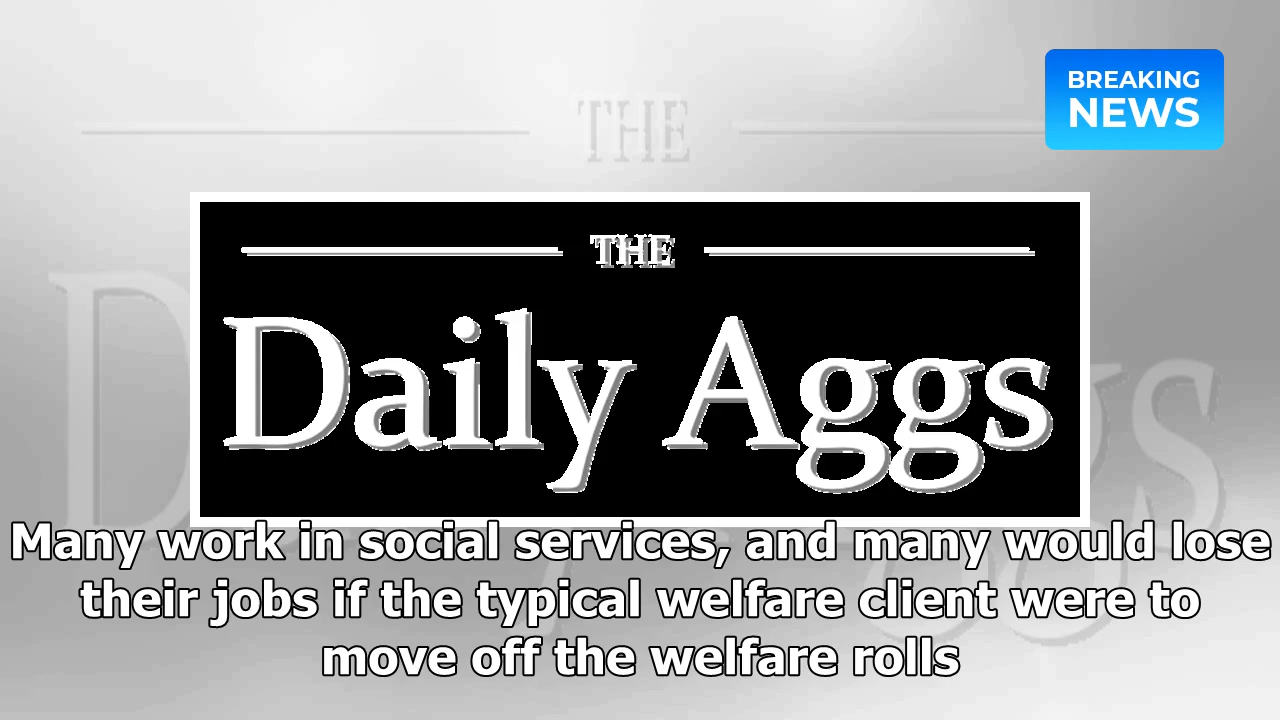 THE
BREAKING
NEWS
THE
Daily Aggs
Many work in social services, and many would lose
their jobs if the typical welfare client were to
move off the welfare rolls